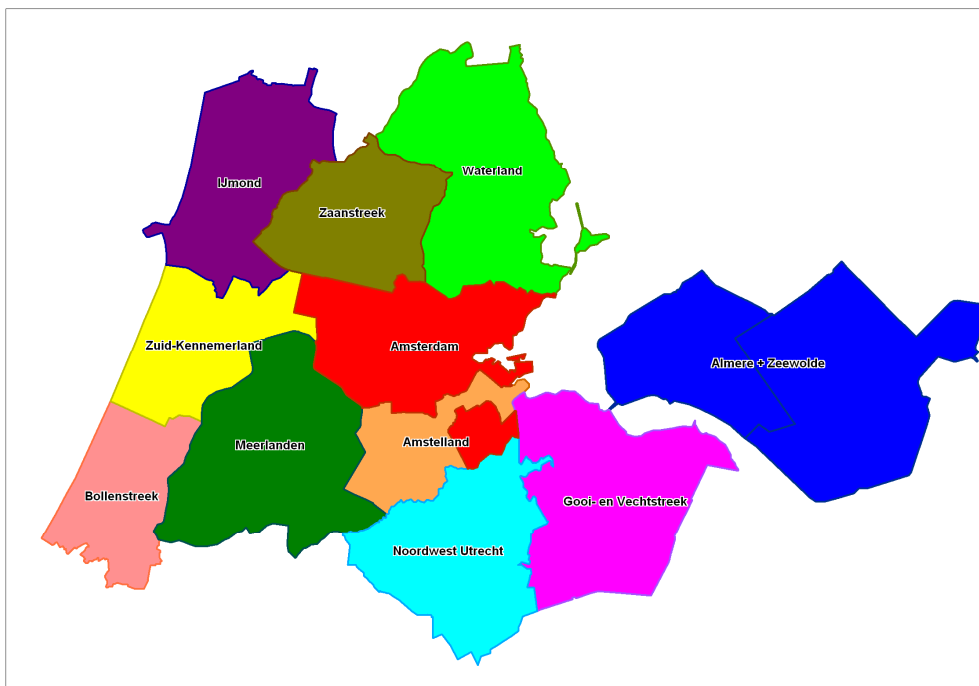 Waterland
IJmond
Zaanstreek
Zuid-Kennemerland
Amsterdam
Almere + Zeewolde
Meerlanden
Amstelland
Bollenstreek
Gooi- en Vechtstreek
Noordwest Utrecht